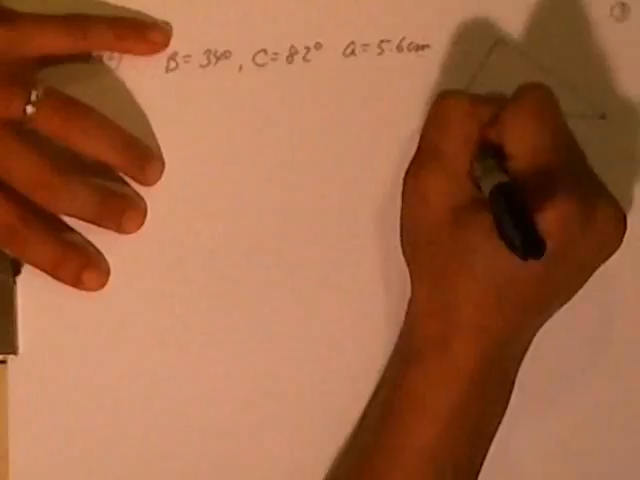 B = 34°, C = 82° a = 5.6cm